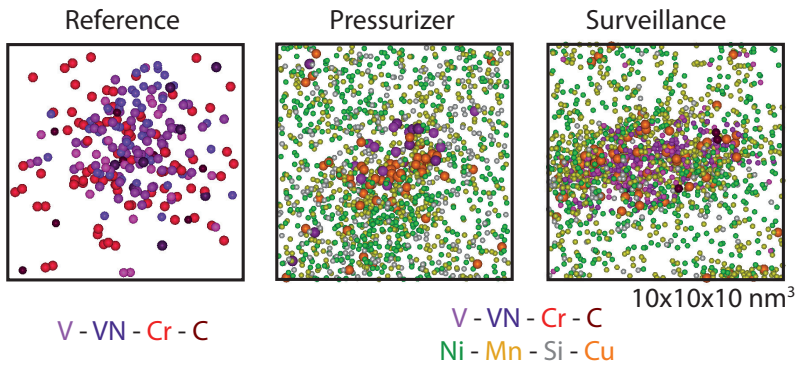 Reference
Pressurizer
Surveillance
10x10x10 nm³
V - VN - Cr - C
V - VN - Cr - C
Ni - Mn - Si - Cu